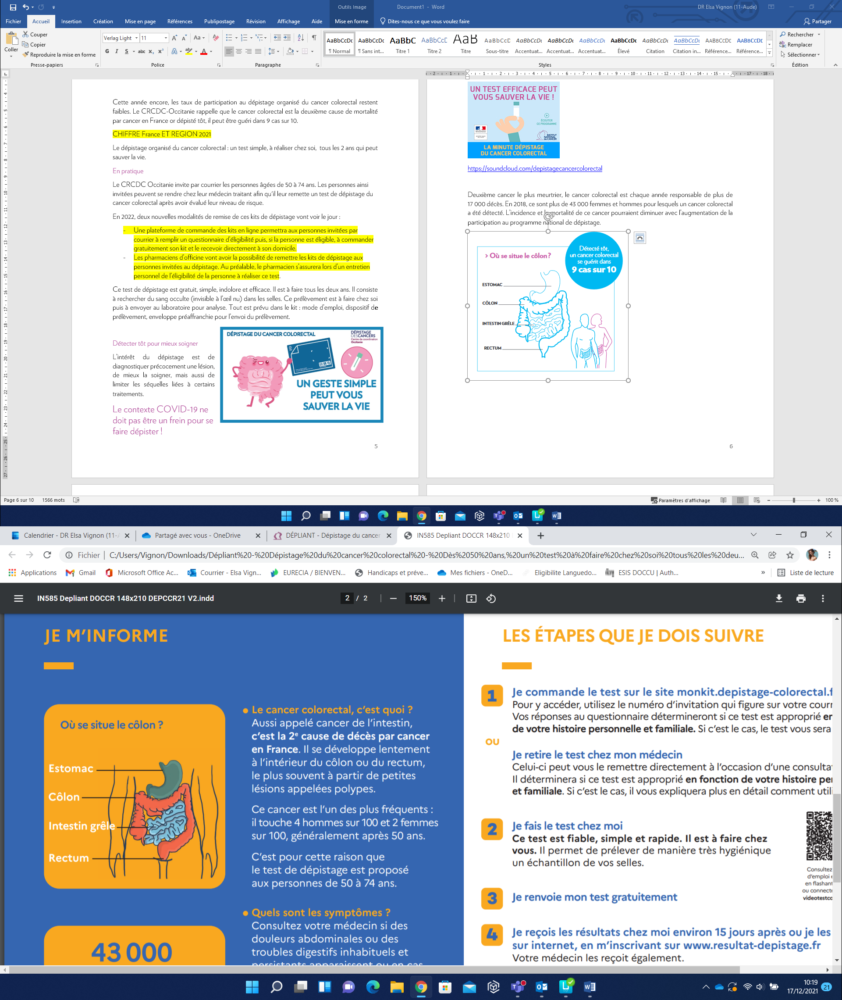 Outils Image
Document1 - Word
DR Elsa Vignon (11-Aude)
Fichier
Accueil
Insertion
Création
Mise en page
Références
Publipostage
Révision
Affichage
Aide
Mise en forme
Dites-nous ce que vous voulez faire
Partager
Coller
Couper
Copier
Reproduire la mise en forme
Presse-papiers
Verlag Light
11
Police
Paragraphe
¶ Normal
¶ Sans int...
Titre 1
Titre 2
Titre
Sous-titre
Accentuat...
Accentuat...
Accentuat...
Élevé
Citation
Citation in...
Référence...
Référence...
Styles
Rechercher
Remplacer
Sélectionner
Édition
Cette année encore, les taux de participation au dépistage organisé du cancer colorectal restent
faibles. Le CRCDC-Occitanie rappelle que le cancer colorectal est la deuxième cause de mortalité
par cancer en France or dépisté tôt, il peut être guéri dans 9 cas sur 10.
CHIFFRE France ET REGION 2021
Le dépistage organisé du cancer colorectal : un test simple, à réaliser chez soi, tous les 2 ans qui peut
sauver la vie.
En pratique
Le CRCDC Occitanie invite par courrier les personnes âgées de 50 à 74 ans. Les personnes ainsi
invitées peuvent se rendre chez leur médecin traitant afin qu'il leur remette un test de dépistage du
cancer colorectal après avoir évalué leur niveau de risque.
En 2022, deux nouvelles modalités de remise de ces kits de dépistage vont voir le jour :
- Une plateforme de commande des kits en ligne permettra aux personnes invitées par
courrier à remplir un questionnaire d'éligibilité puis, si la personne est éligible, à commander
gratuitement son kit et le recevoir directement à son domicile.
- Les pharmaciens d'officine vont avoir la possibilité de remettre les kits de dépistage aux
personnes invitées au dépistage. Au préalable, le pharmacien s'assurera lors d'un entretien
personnel de l'éligibilité de la personne à réaliser ce test.
Ce test de dépistage est gratuit, simple, indolore et efficace. Il est à faire tous les deux ans. Il consiste
à rechercher du sang occulte (invisible à l'œil nu) dans les selles. Ce prélèvement est à faire chez soi
puis à envoyer au laboratoire pour analyse. Tout est prévu dans le kit : mode d'emploi, dispositif de
prélèvement, enveloppe préaffranchie pour l'envoi du prélèvement.
Détecter tôt pour mieux soigner
L'intérêt du dépistage est de
diagnostiquer précocement une lésion,
de mieux la soigner, mais aussi de
limiter les séquelles liées à certains
traitements.
Le contexte COVID-19 ne
doit pas être un frein pour se
faire dépister !
DÉPISTAGE DU CANCER COLORECTAL
DÉPISTAGE
DES CANCERS
Centre de coordination
Occitanie
UN GESTE SIMPLE
PEUT VOUS
SAUVER LA VIE
5
UN TEST EFFICACE PEUT
VOUS SAUVER LA VIE !
ÉCOUTER
CE PROGRAMME
INSTITUT
NATIONAL
DU CANCER
LA MINUTE DÉPISTAGE
DU CANCER COLORECTAL
https://soundcloud.com/depistagecancercolorectal
Deuxième cancer le plus meurtrier, le cancer colorectal est chaque année responsable de plus de
17 000 décès. En 2018, ce sont plus de 43 000 femmes et hommes pour lesquels un cancer colorectal
a été détecté. L'incidence et la mortalité de ce cancer pourraient diminuer avec l'augmentation de la
participation au programme national de dépistage.
> Où se situe le côlon ?
Détecté tôt,
un cancer colorectal
se guérit dans
9 cas sur 10
ESTOMAC
CÔLON
INTESTIN GRÊLE
RECTUM
6
Page 6 sur 10
1566 mots
Paramètres d'affichage
100 %
Calendrier - DR Elsa Vignon (11-A
Partagé avec vous - OneDrive
DÉPLIANT - Dépistage du cancer
IN585 Depliant DOCCR 148x210
Fichier
C:/Users/Vignon/Downloads/Dépliant%20-%20Dépistage%20du%20cancer%20colorectal%20-%20Dès%2050%20ans,%20un%20test%20à%20faire%20chez%20soi%20tous%20les%20deu...
Applications
Gmail
Microsoft Office Ac...
Courrier - Elsa Vign...
EURECIA / BIENVEN...
Handicaps et préve...
Mes fichiers - OneD...
Eligibilite Languedo...
ESIS DOCCU | Auth...
»
Liste de lecture
IN585 Depliant DOCCR 148x210 DEPCCR21 V2.indd
2 / 2
150%
JE M'INFORME
Où se situe le côlon ?
Estomac
Côlon
Intestin grêle
Rectum
43 000
• Le cancer colorectal, c'est quoi ?
Aussi appelé cancer de l'intestin,
c'est la 2e cause de décès par cancer
en France. Il se développe lentement
à l'intérieur du côlon ou du rectum,
le plus souvent à partir de petites
lésions appelées polypes.
Ce cancer est l'un des plus fréquents :
il touche 4 hommes sur 100 et 2 femmes
sur 100, généralement après 50 ans.
C'est pour cette raison que
le test de dépistage est proposé
aux personnes de 50 à 74 ans.
• Quels sont les symptômes ?
Consultez votre médecin si des
douleurs abdominales ou des
troubles digestifs inhabituels et
persistants apparaissent ou en cas
LES ÉTAPES QUE JE DOIS SUIVRE
1
Je commande le test sur le site monkit.depistage-colorectal.f
Pour y accéder, utilisez le numéro d'invitation qui figure sur votre courr
Vos réponses au questionnaire détermineront si ce test est approprié en
de votre histoire personnelle et familiale. Si c'est le cas, le test vous sera
OU
Je retire le test chez mon médecin
Celui-ci peut vous le remettre directement à l'occasion d'une consulta
Il déterminera si ce test est approprié en fonction de votre histoire per
et familiale. Si c'est le cas, il vous expliquera plus en détail comment utili
2
Je fais le test chez moi
Ce test est fiable, simple et rapide. Il est à faire chez
vous. Il permet de prélever de manière très hygiénique
un échantillon de vos selles.
Consultez
d'emploi
en flashant
ou connecte
videotestcc
3
Je renvoie mon test gratuitement
4
Je reçois les résultats chez moi environ 15 jours après ou je les
sur internet, en m'inscrivant sur www.resultat-depistage.fr
Votre médecin les reçoit également.
10:19
17/12/2021
21